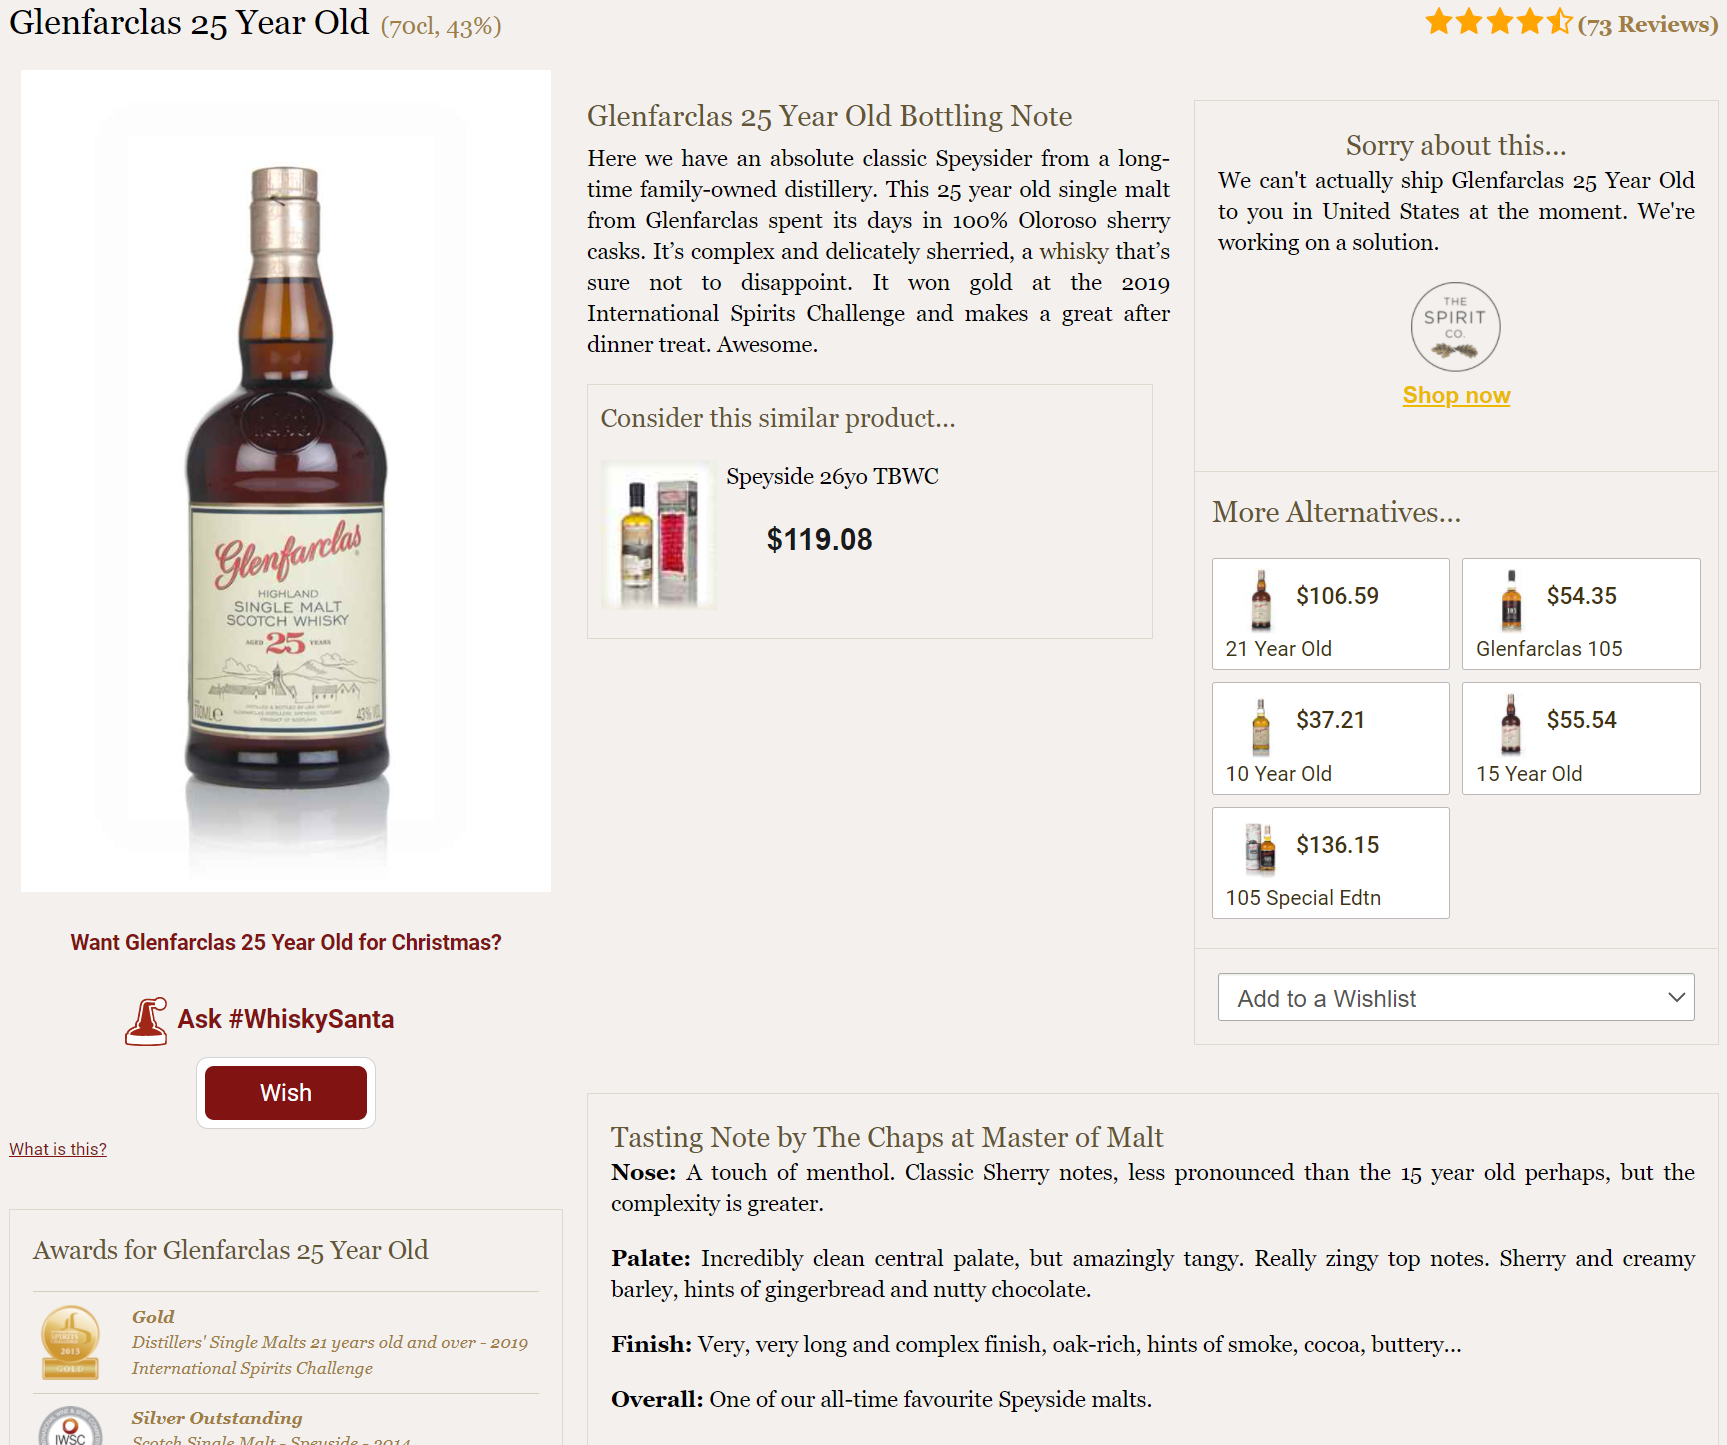 Glenfarclas 25 Year Old (70cl, 43%)
(73 Reviews)
Glenfarclas
HIGHLAND
SINGLE MALT
SCOTCH WHISKY
AGED 25 YEARS
700ML℮
43% VOL
Want Glenfarclas 25 Year Old for Christmas?
Ask #WhiskySanta
Wish
What is this?
Awards for Glenfarclas 25 Year Old
2013
GOLD
Gold
Distillers' Single Malts 21 years old and over - 2019
International Spirits Challenge
IWSC
Silver Outstanding
Scotch Single Malt - Speyside - 2014
Glenfarclas 25 Year Old Bottling Note
Here we have an absolute classic Speysider from a long-
time family-owned distillery. This 25 year old single malt
from Glenfarclas spent its days in 100% Oloroso sherry
casks. It’s complex and delicately sherried, a whisky that’s
sure not to disappoint. It won gold at the 2019
International Spirits Challenge and makes a great after
dinner treat. Awesome.
Consider this similar product...
Speyside 26yo TBWC
$119.08
Sorry about this...
We can't actually ship Glenfarclas 25 Year Old
to you in United States at the moment. We're
working on a solution.
THE
SPIRIT
CO.
Shop now
More Alternatives...
$106.59
21 Year Old
$54.35
Glenfarclas 105
$37.21
10 Year Old
$55.54
15 Year Old
$136.15
105 Special Edtn
Add to a Wishlist
Tasting Note by The Chaps at Master of Malt
Nose: A touch of menthol. Classic Sherry notes, less pronounced than the 15 year old perhaps, but the
complexity is greater.
Palate: Incredibly clean central palate, but amazingly tangy. Really zingy top notes. Sherry and creamy
barley, hints of gingerbread and nutty chocolate.
Finish: Very, very long and complex finish, oak-rich, hints of smoke, cocoa, buttery...
Overall: One of our all-time favourite Speyside malts.